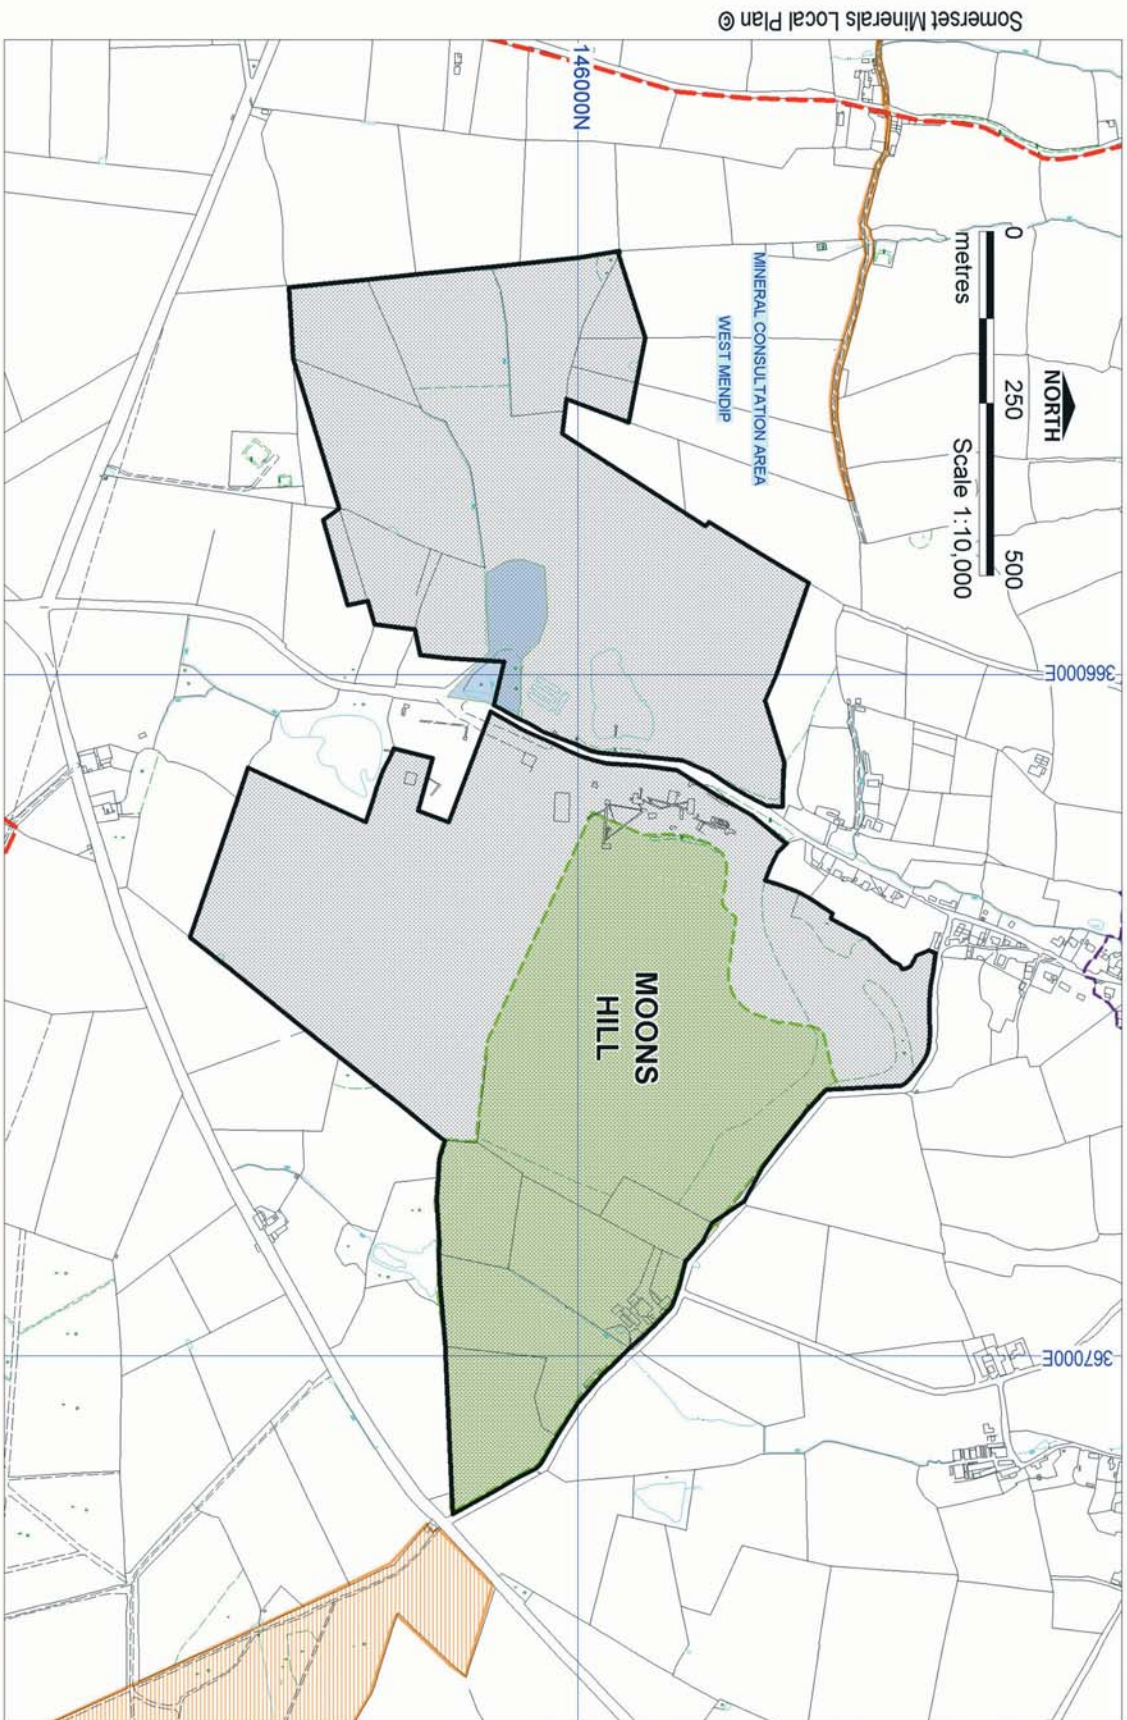 Somerset Minerals Local Plan ©
NORTH
0 250 500
metres Scale 1:10,000
MINERAL CONSULTATION AREA
WEST MENDIP
146000N
366000E
367000E
MOONS
HILL